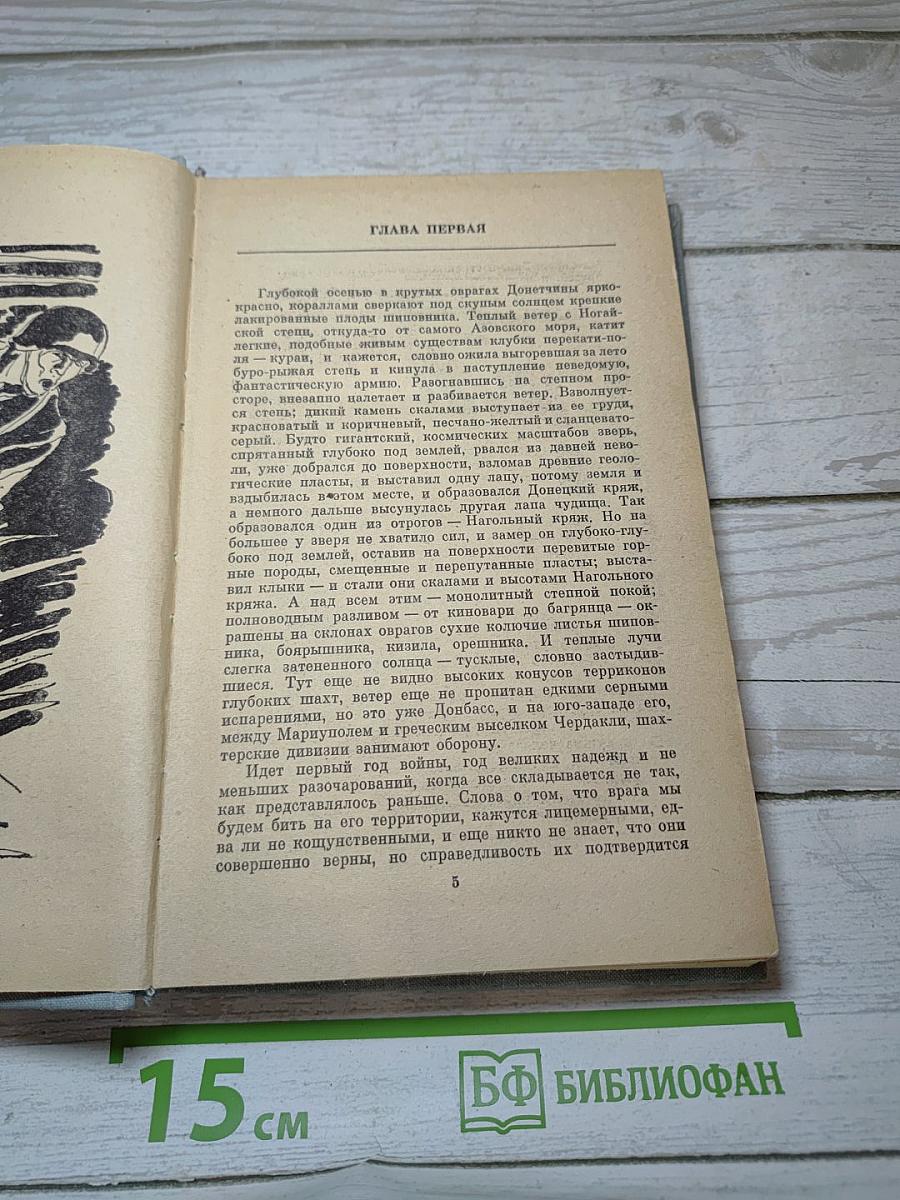 ГЛАВА ПЕРВАЯ
Глубокой осенью в крутых оврагах Донетчины ярко-
красно, кораллами сверкают под скупым солнцем крепкие
лакированные плоды шиповника. Теплый ветер с Ногай-
ской степи, откуда-то от самого Азовского моря, катит
легкие, подобные живым существам клубки перекати-по-
ля — кураи, и кажется, словно ожила выгоревшая за лето
буро-рыжая степь и кинула в наступление неведомую,
фантастическую армию. Разогнавшись на степном про-
сторе, внезапно налетает и разбивается ветер. Взволнует-
ся степь; дикий камень скалами выступает из ее груди,
красноватый и коричневый, песчано-желтый и сланцевато-
серый. Будто гигантский, космических масштабов зверь,
спрятанный глубоко под землей, рвался из давней нево-
ли, уже добрался до поверхности, взломав древние геоло-
гические пласты, и выставил одну лапу, потому земля и
вздыбилась в этом месте, и образовался Донецкий кряж,
а немного дальше высунулась другая лапа чудища. Так
образовался один из отрогов — Нагольный кряж. Но на
большее у зверя не хватило сил, и замер он глубоко-глу-
боко под землей, оставив на поверхности перевитые гор-
ные породы, смещенные и перепутанные пласты; выста-
вил клыки — и стали они скалами и высотами Нагольного
кряжа. А над всем этим — монолитный степной покой;
полноводным разливом — от киновари до багрянца — ок-
рашены на склонах оврагов сухие колючие листья шипов-
ника, боярышника, кизила, орешника. И теплые лучи
слегка затененного солнца — тусклые, словно застыдив-
шиеся. Тут еще не видно высоких конусов терриконов
глубоких шахт, ветер еще не пропитан едкими серными
испарениями, но это уже Донбасс, и на юго-западе его,
между Мариуполем и греческим выселком Чердакли, шах-
терские дивизии занимают оборону.
Идет первый год войны, год великих надежд и не
меньших разочарований, когда все складывается не так,
как представлялось раньше. Слова о том, что врага мы
будем бить на его территории, кажутся лицемерными, ед-
ва ли не кощунственными, и еще никто не знает, что они
совершенно верны, но справедливость их подтвердится
5
15 см
БФ БИБЛИОФАН